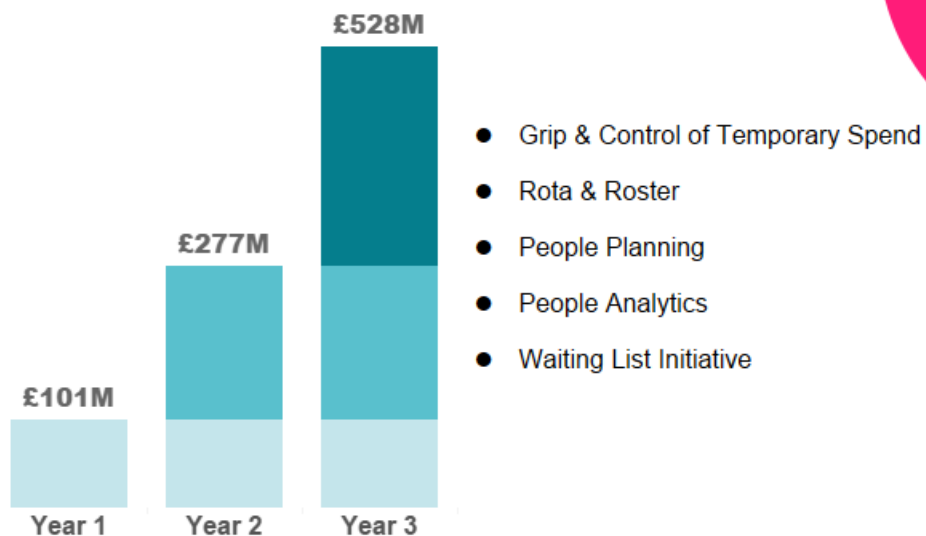 £528M
● Grip & Control of Temporary Spend
● Rota & Roster
£277M
● People Planning
● People Analytics
● Waiting List Initiative
£101M
Year 1 Year 2 Year 3